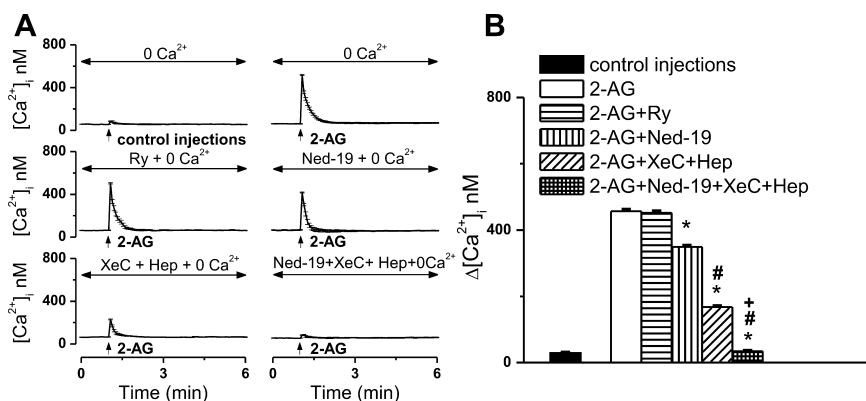 A
800
400
0
[Ca²⁺]ᵢ nM
0 Ca²⁺
control injections
0 Ca²⁺
2-AG
800
400
0
[Ca²⁺]ᵢ nM
Ry + 0 Ca²⁺
2-AG
Ned-19 + 0 Ca²⁺
2-AG
800
400
0
[Ca²⁺]ᵢ nM
XeC + Hep + 0 Ca²⁺
2-AG
Ned-19+XeC+ Hep+0Ca²⁺
2-AG
0 3 6
Time (min)
0 3 6
Time (min)
B
control injections
2-AG
2-AG+Ry
2-AG+Ned-19
2-AG+XeC+Hep
2-AG+Ned-19+XeC+Hep
800
400
0
Δ[Ca²⁺]ᵢ nM
*
#
*
+
#
*